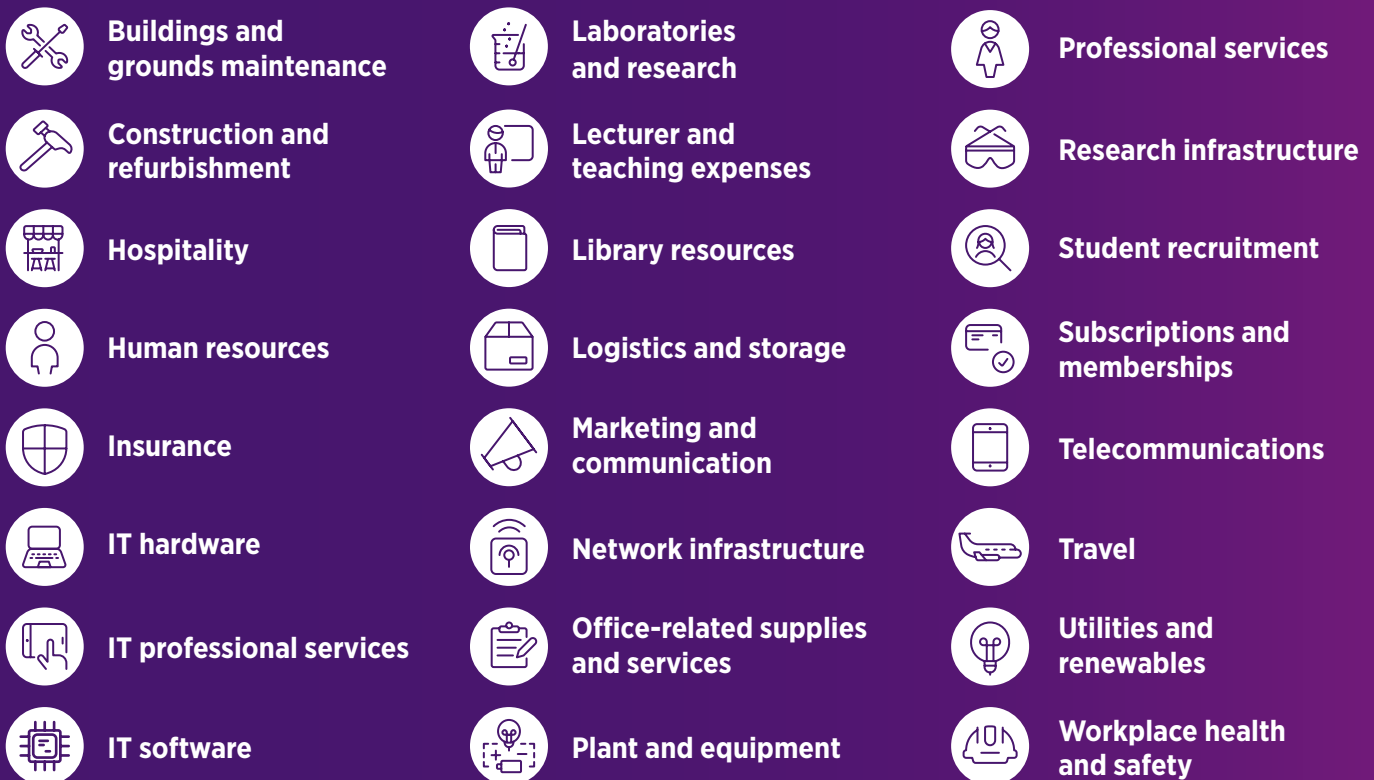 Buildings and
grounds maintenance
Construction and
refurbishment
Hospitality
Human resources
Insurance
IT hardware
IT professional services
IT software
Laboratories
and research
Lecturer and
teaching expenses
Library resources
Logistics and storage
Marketing and
communication
Network infrastructure
Office-related supplies
and services
Plant and equipment
Professional services
Research infrastructure
Student recruitment
Subscriptions and
memberships
Telecommunications
Travel
Utilities and
renewables
Workplace health
and safety